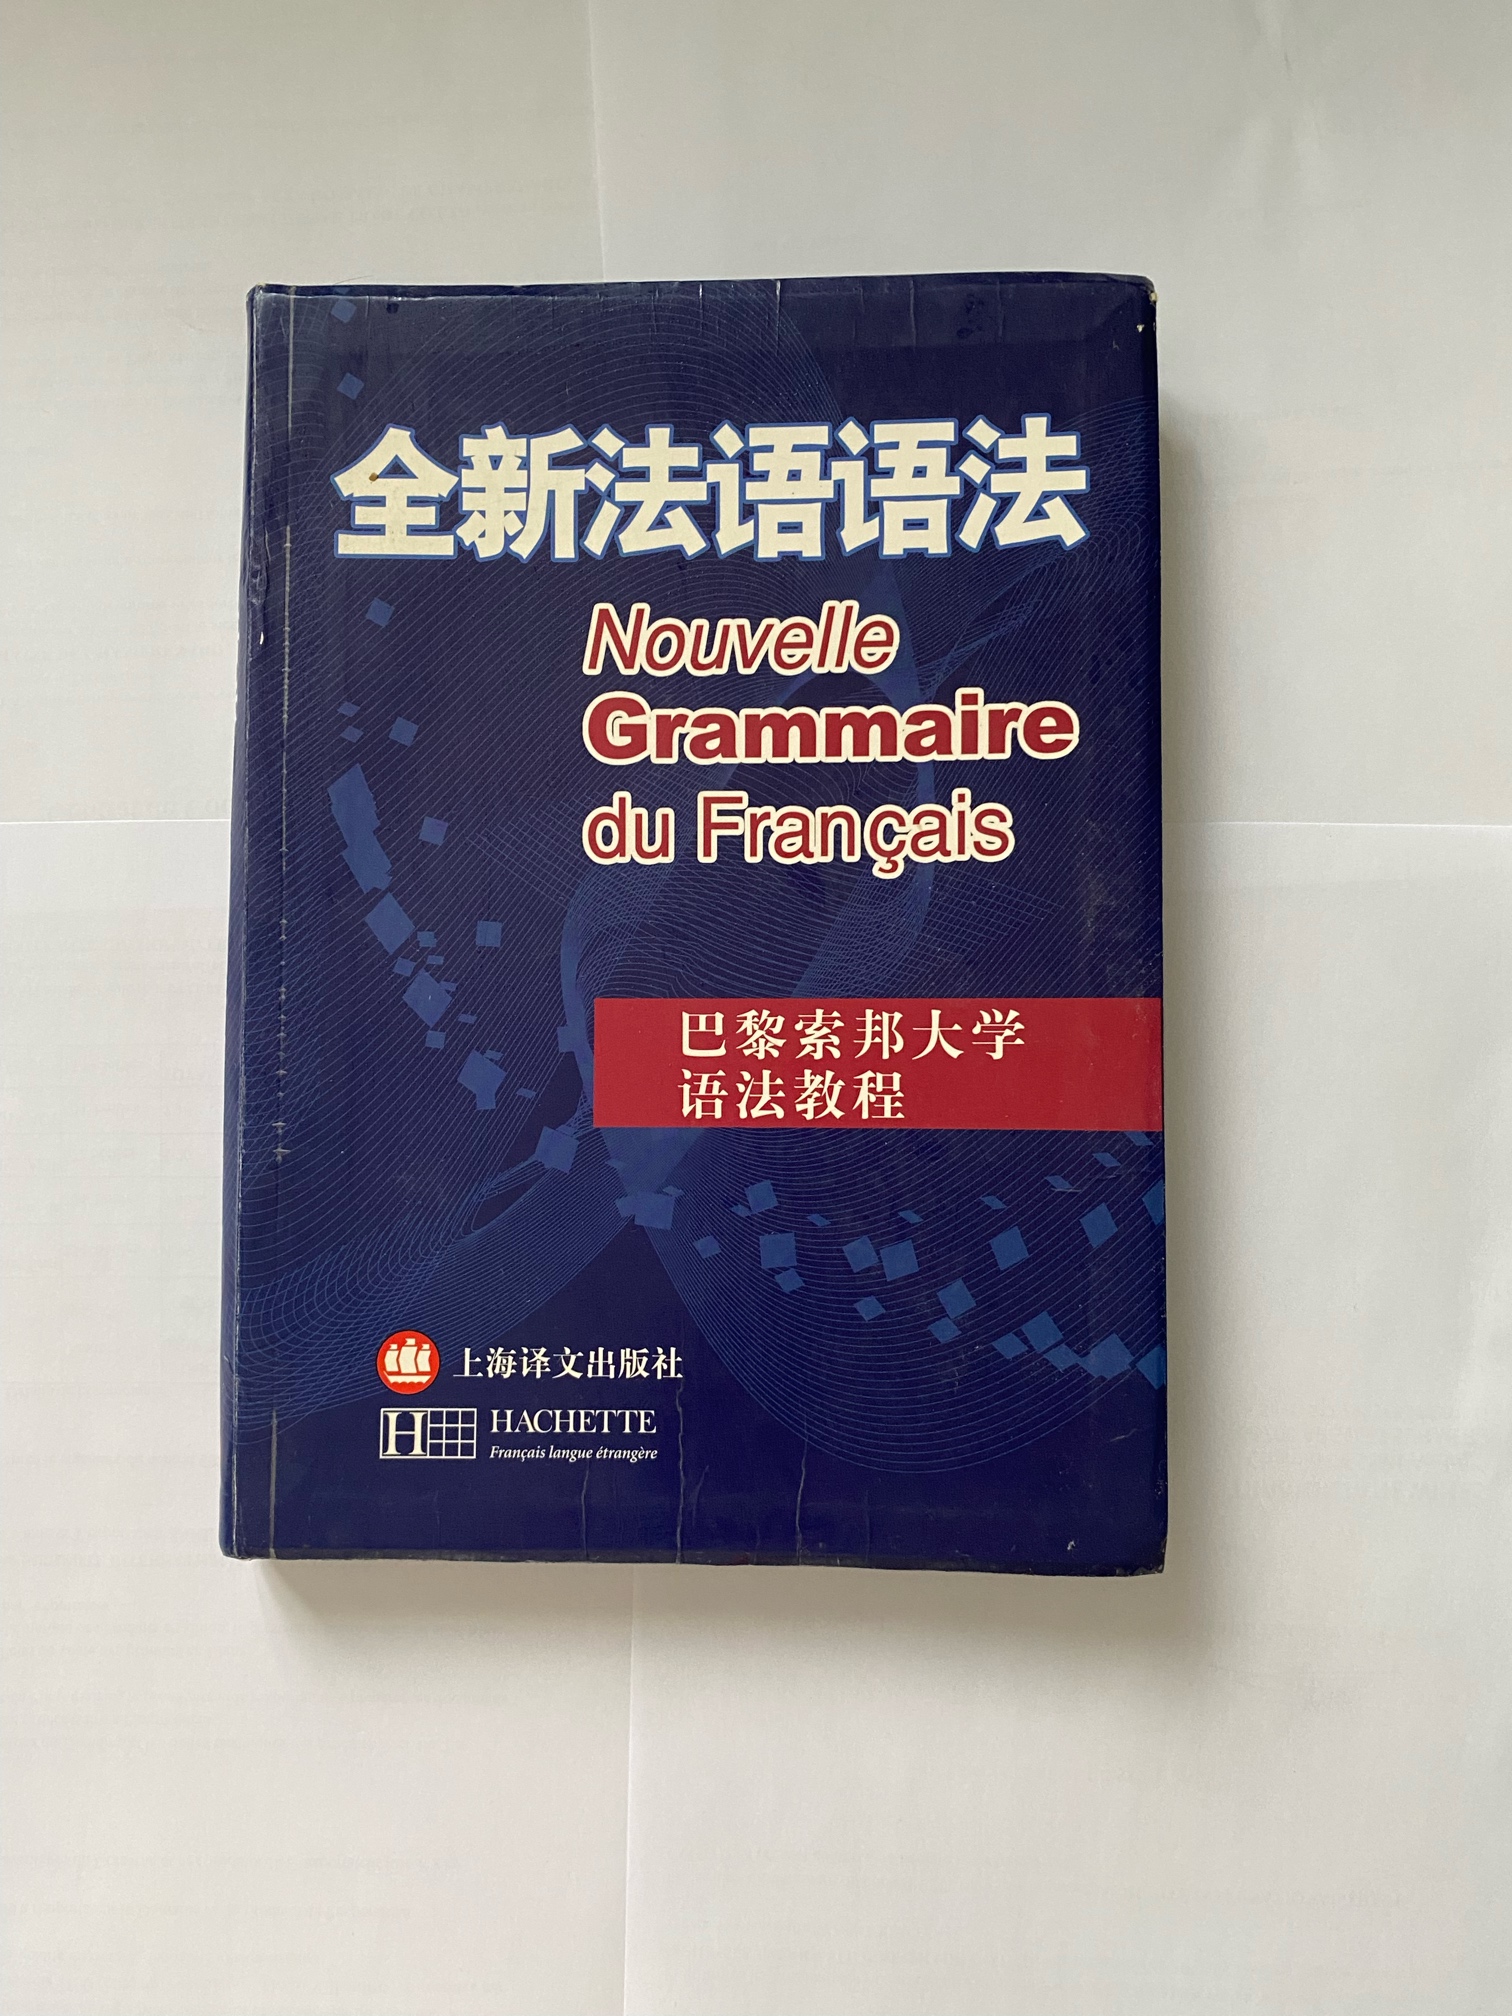 全新法语语法
Nouvelle
Grammaire
du Français
巴黎索邦大学
语法教程
上海译文出版社
H
HACHETTE
Français langue étrangère